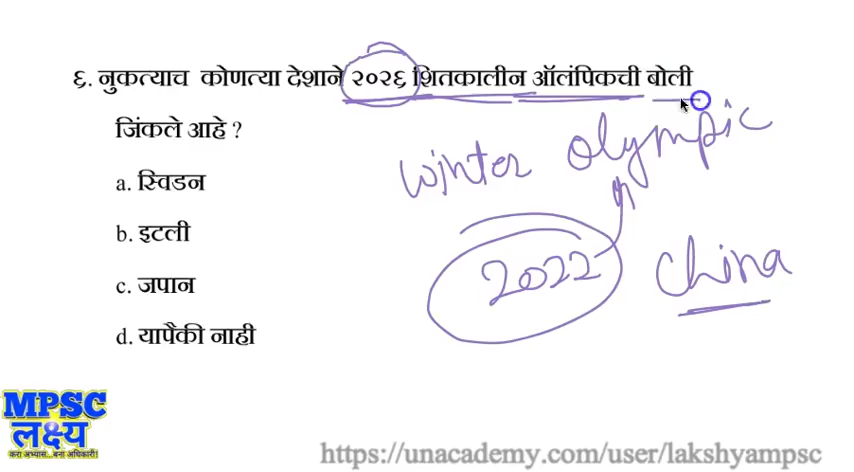 ६. नुकत्याच कोणत्या देशाने २०२६ शितकालीन ऑलंपिकची बोली
जिंकले आहे ?
winter olympic
a. स्विडन
b. इटली
2022
china
c. जपान
d. यापैकी नाही
MPSC
लक्ष्य
करा अभ्यास...बना अधिकारी!
https://unacademy.com/user/lakshyampsc